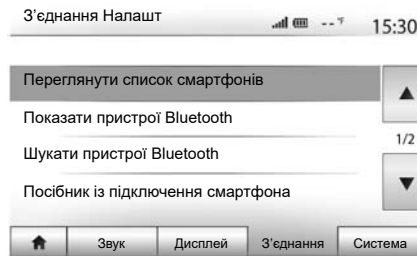 З’єднання Налашт
-- °F 15:30
Переглянути список смартфонів
Показати пристрої Bluetooth
1/2
Шукати пристрої Bluetooth
Посібник із підключення смартфона
Звук Дисплей З’єднання Система